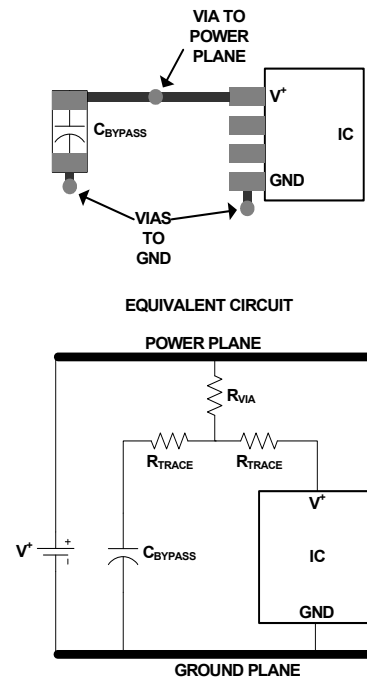 VIA TO
POWER
PLANE
V+
CBYPASS
IC
GND
VIAS
TO
GND
EQUIVALENT CIRCUIT
POWER PLANE
RVIA
RTRACE RTRACE
V+
V+ + -
CBYPASS
IC
GND
GROUND PLANE